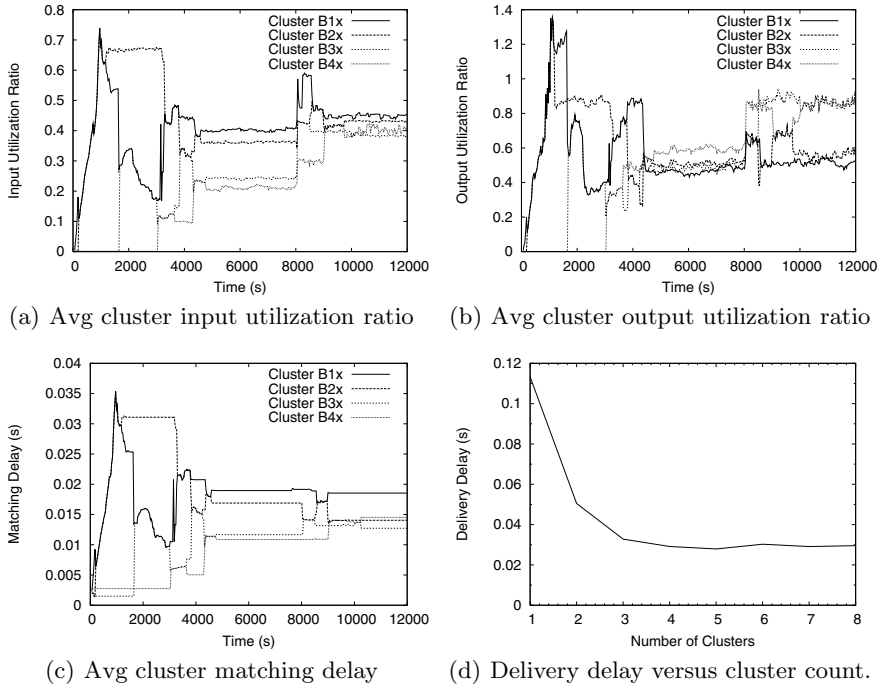 0.8
0.7
0.6
0.5
0.4
0.3
0.2
0.1
0
Input Utilization Ratio
Cluster B1x
Cluster B2x
Cluster B3x
Cluster B4x
0 2000 4000 6000 8000 10000 12000
Time (s)
(a) Avg cluster input utilization ratio
1.4
1.2
1
0.8
0.6
0.4
0.2
0
Output Utilization Ratio
Cluster B1x
Cluster B2x
Cluster B3x
Cluster B4x
0 2000 4000 6000 8000 10000 12000
Time (s)
(b) Avg cluster output utilization ratio
0.04
0.035
0.03
0.025
0.02
0.015
0.01
0.005
0
Matching Delay (s)
Cluster B1x
Cluster B2x
Cluster B3x
Cluster B4x
0 2000 4000 6000 8000 10000 12000
Time (s)
(c) Avg cluster matching delay
0.12
0.1
0.08
0.06
0.04
0.02
0
Delivery Delay (s)
1 2 3 4 5 6 7 8
Number of Clusters
(d) Delivery delay versus cluster count.